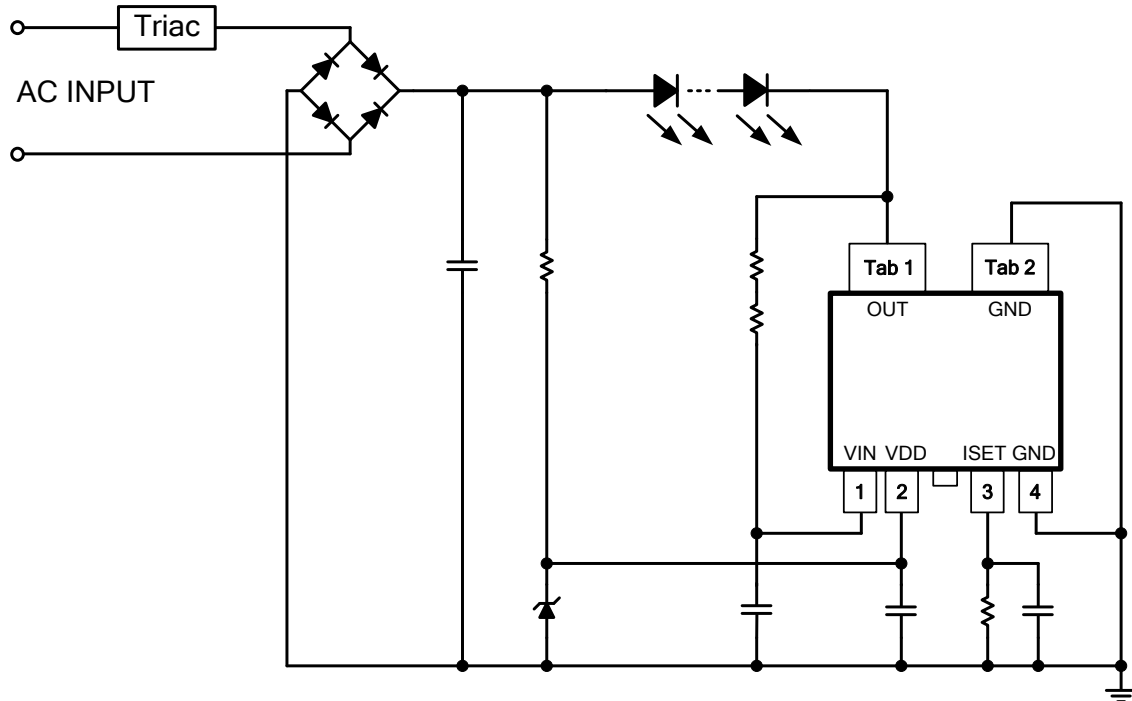 Triac
AC INPUT
Tab 1 Tab 2
OUT GND
VIN VDD ISET GND
1 2 3 4